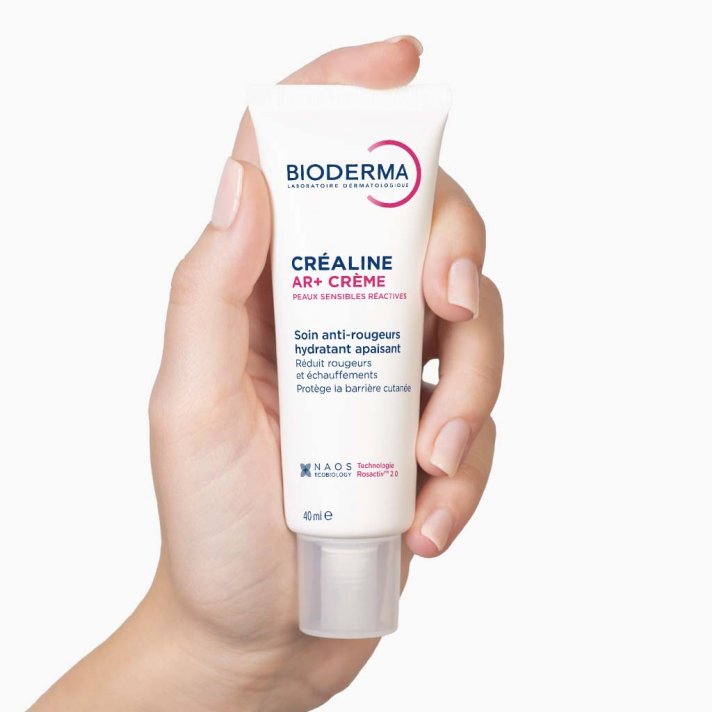 BIODERMA
LABORATOIRE DERMATOLOGIQUE
CRÉALINE
AR+ CRÈME
PEAUX SENSIBLES RÉACTIVES
Soin anti-rougeurs
hydratant apaisant
Réduit rougeurs
et échauffements
Protège la barrière cutanée
NAOS
ECOBIOLOGY
Technologie
Rosactiv™ 2.0
40 ml ℮